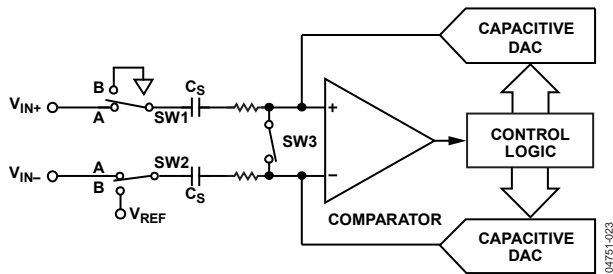 CAPACITIVE
DAC
B
CS
VIN+
A
SW1
+
SW3
CONTROL
LOGIC
VIN–
A
SW2
B
CS
–
VREF
COMPARATOR
CAPACITIVE
DAC
04751-023